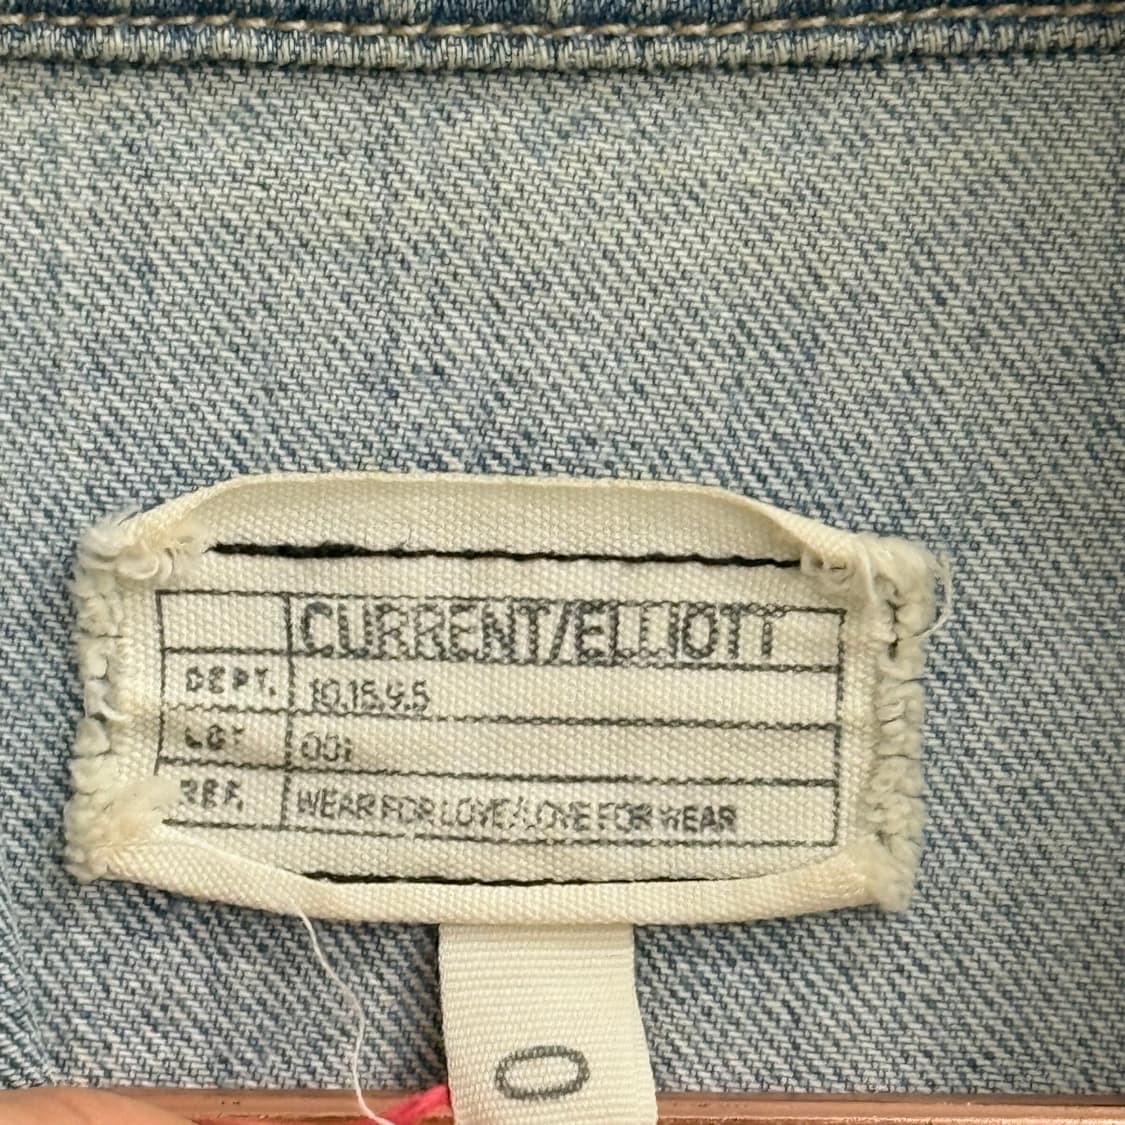 CURRENT/ELLIOTT
DEPT. 10.15.9.5
LOT 001
REF. WEAR FOR LOVE/LOVE FOR WEAR
0